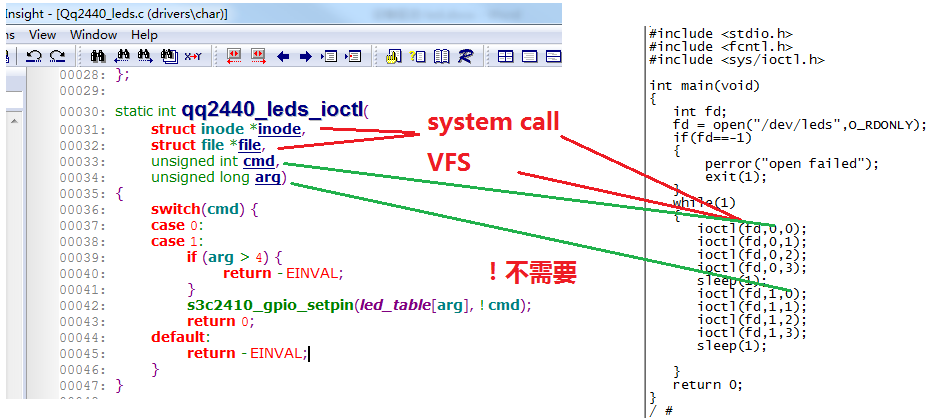 Insight - [Qq2440_leds.c (drivers\char)]
ns View Window Help
00028: };
00029:
00030: static int qq2440_leds_ioctl(
00031: struct inode *inode,
00032: struct file *file,
00033: unsigned int cmd,
00034: unsigned long arg)
00035: {
00036: switch(cmd) {
00037: case 0:
00038: case 1:
00039: if (arg > 4) {
00040: return -EINVAL;
00041: }
00042: s3c2410_gpio_setpin(led_table[arg], !cmd);
00043: return 0;
00044: default:
00045: return -EINVAL;
00046: }
00047: }
system call
VFS
！不需要
#include <stdio.h>
#include <fcntl.h>
#include <sys/ioctl.h>
int main(void)
{
int fd;
fd = open("/dev/leds",O_RDONLY);
if(fd==-1)
{
perror("open failed");
exit(1);
}
while(1)
{
ioctl(fd,0,0);
ioctl(fd,0,1);
ioctl(fd,0,2);
ioctl(fd,0,3);
sleep(1);
ioctl(fd,1,0);
ioctl(fd,1,1);
ioctl(fd,1,2);
ioctl(fd,1,3);
sleep(1);
}
return 0;
}
/ #